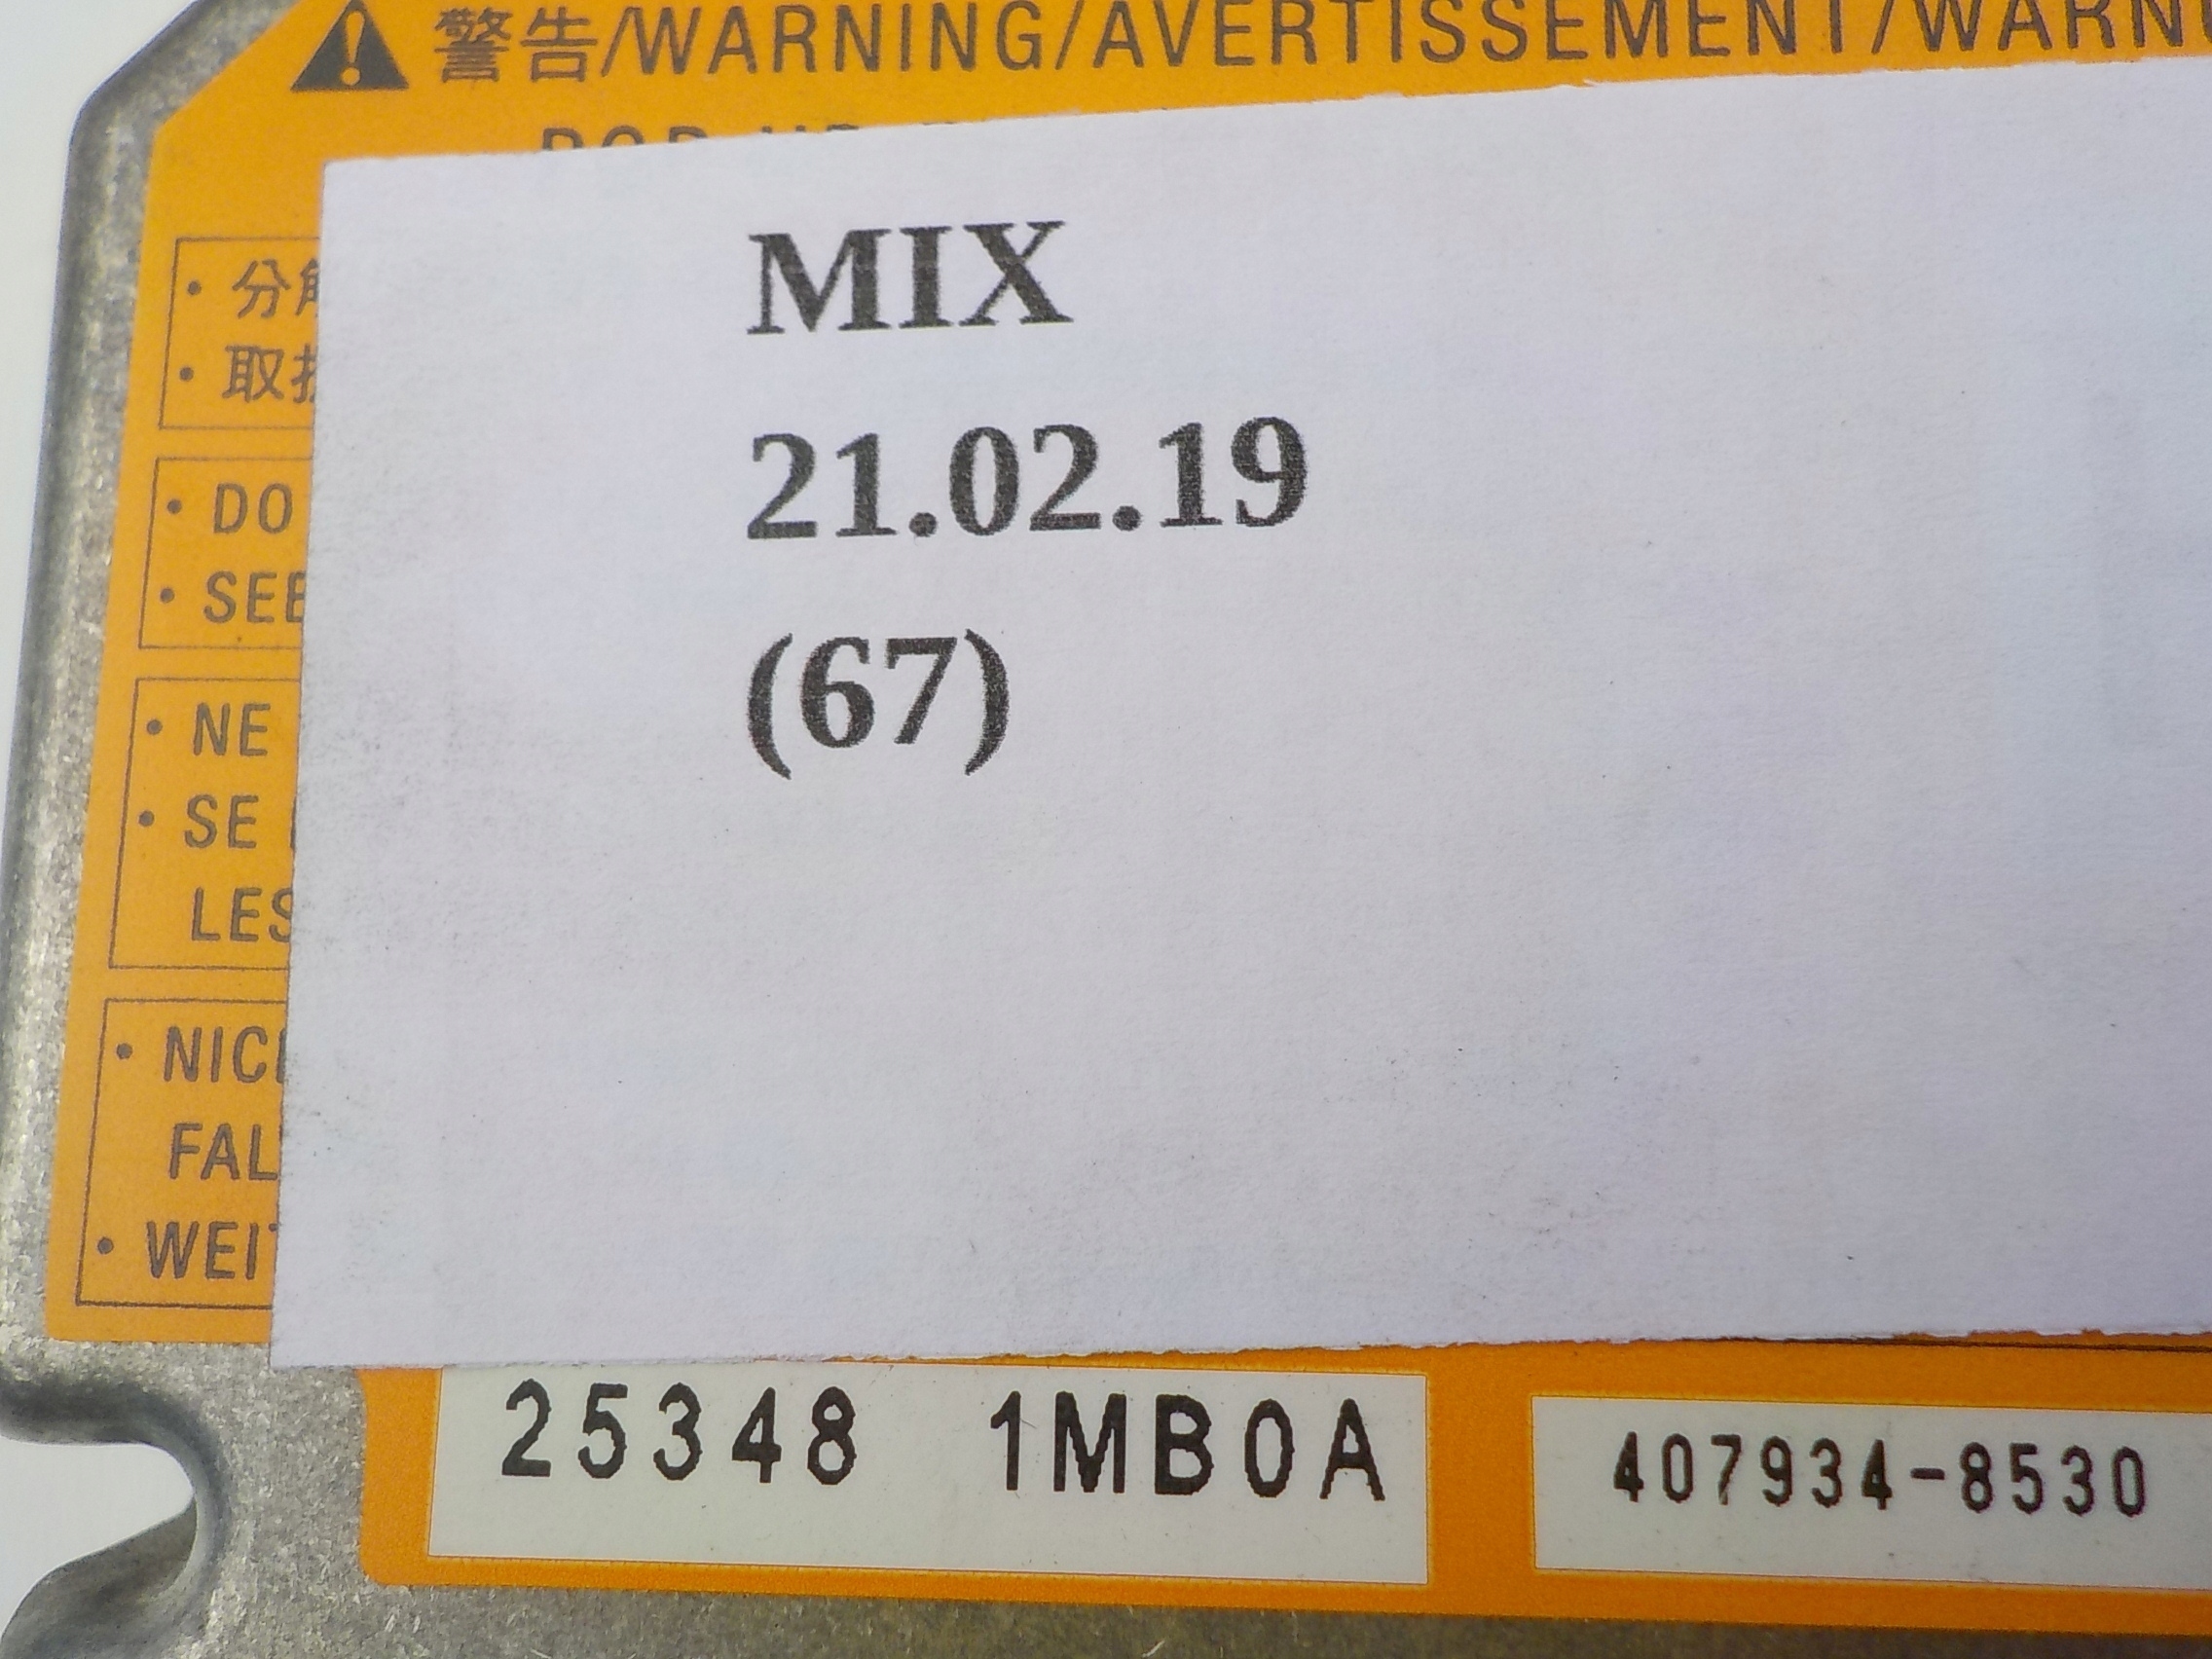 警告/WARNING/AVERTISSEMENT/WARN
MIX
21.02.19
(67)
・分
・取
・DO
・SEE
・NE
・SE
LES
・NIC
FAL
・WEIT
25348 1MB0A
407934-8530